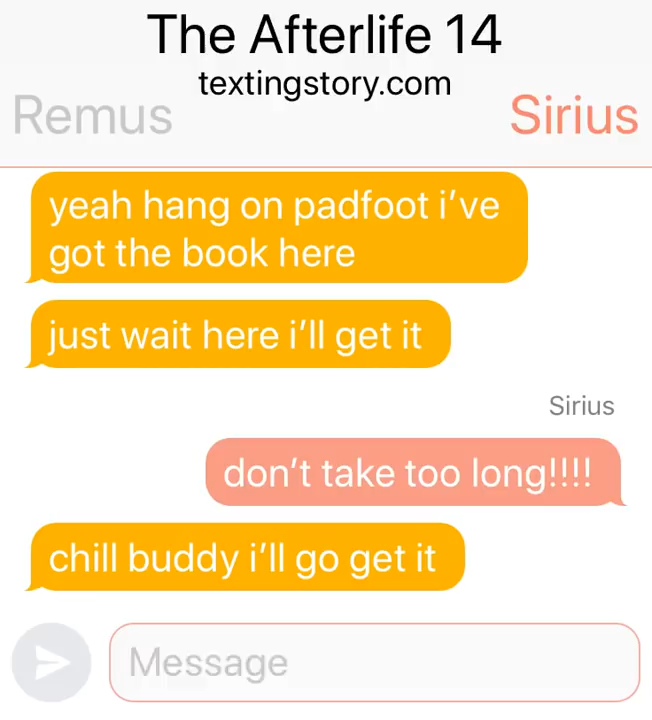 The Afterlife 14
textingstory.com
Remus
Sirius
yeah hang on padfoot i’ve
got the book here
just wait here i’ll get it
Sirius
don’t take too long!!!!
chill buddy i’ll go get it
Message